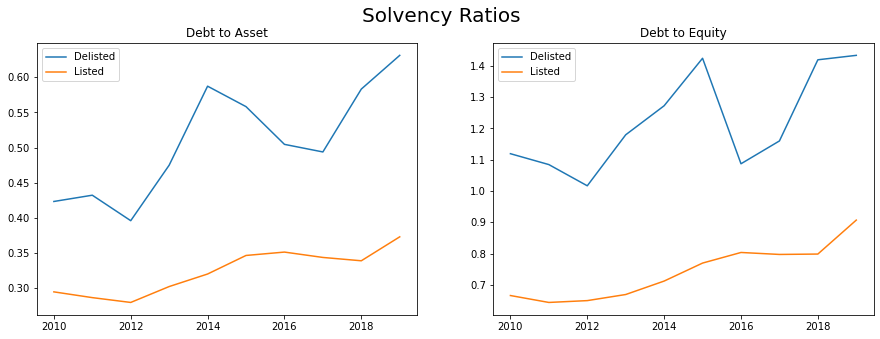 Solvency Ratios
Debt to Asset
Delisted
Listed
0.60
0.55
0.50
0.45
0.40
0.35
0.30
2010 2012 2014 2016 2018
Debt to Equity
Delisted
Listed
1.4
1.3
1.2
1.1
1.0
0.9
0.8
0.7
2010 2012 2014 2016 2018